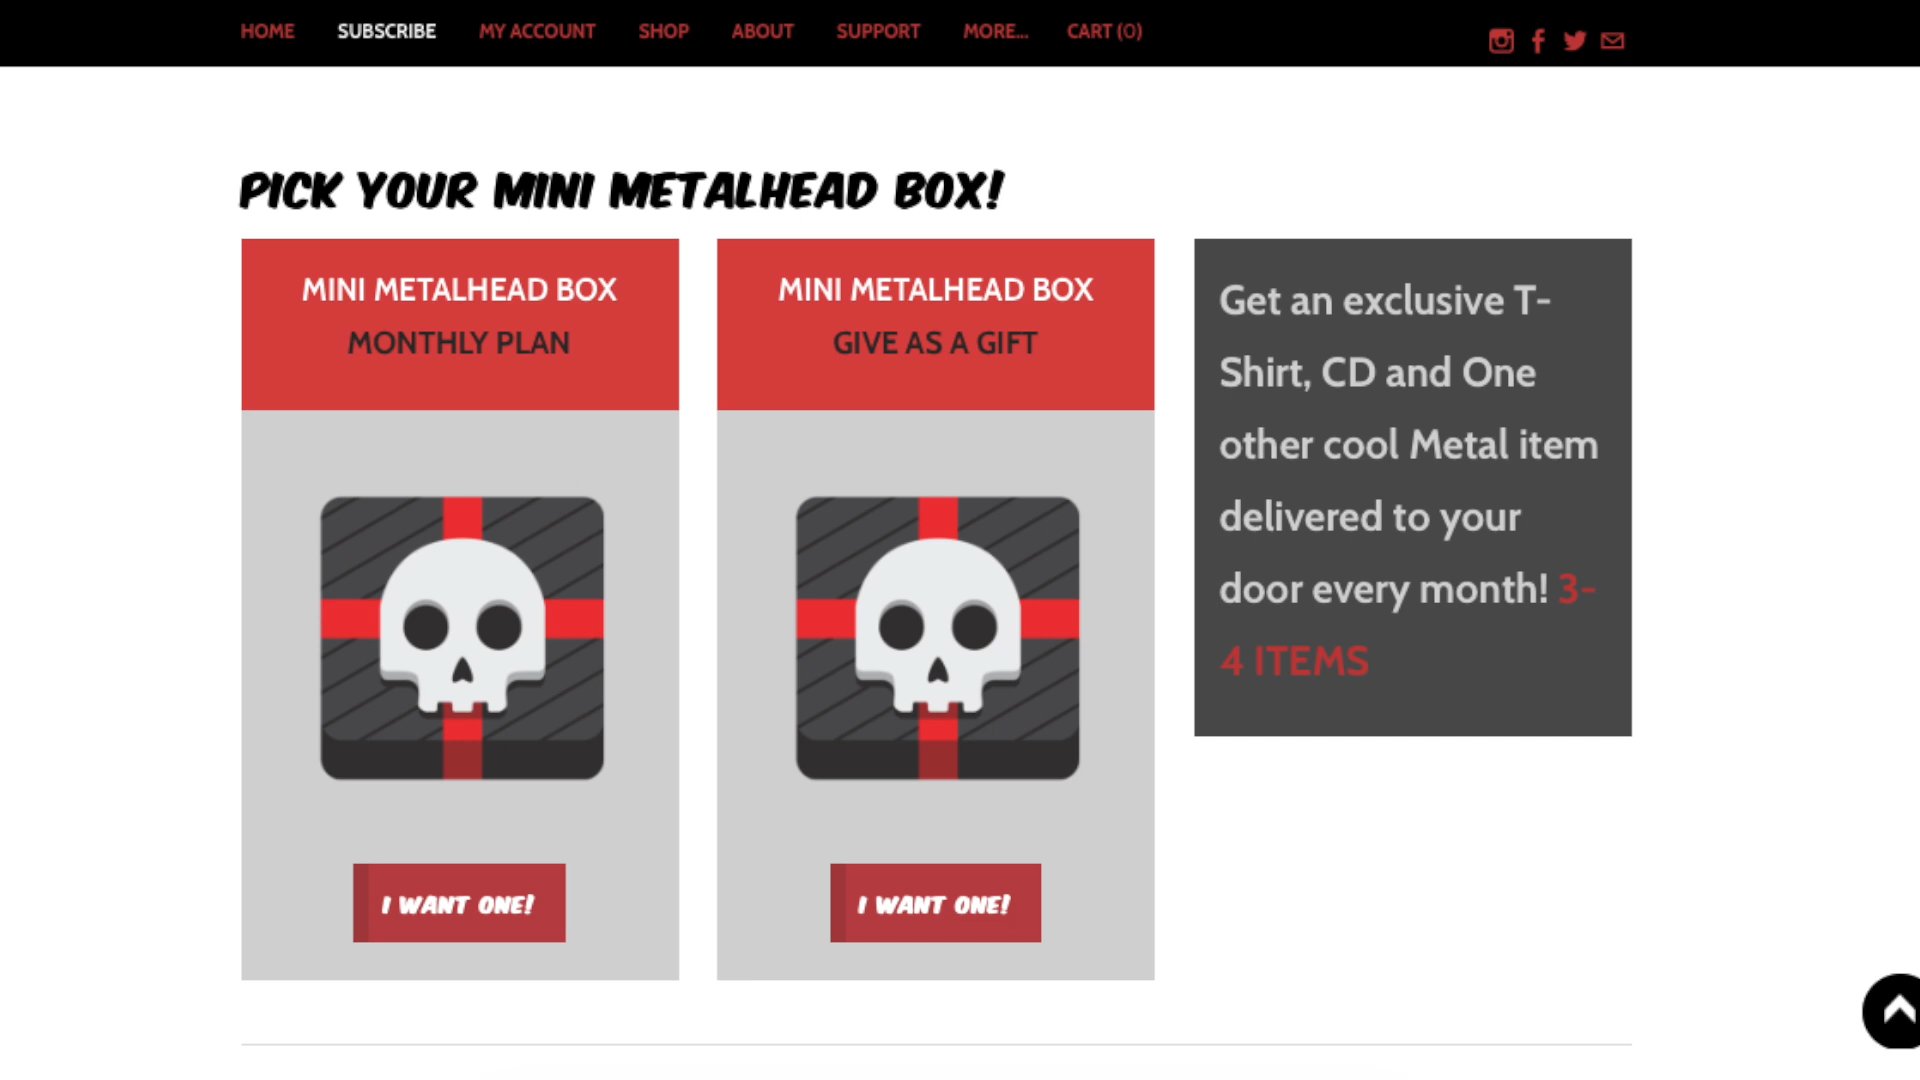 HOME SUBSCRIBE MY ACCOUNT SHOP ABOUT SUPPORT MORE... CART (0)
PICK YOUR MINI METALHEAD BOX!
MINI METALHEAD BOX
MONTHLY PLAN
I WANT ONE!
MINI METALHEAD BOX
GIVE AS A GIFT
I WANT ONE!
Get an exclusive T-
Shirt, CD and One
other cool Metal item
delivered to your
door every month! 3-
4 ITEMS